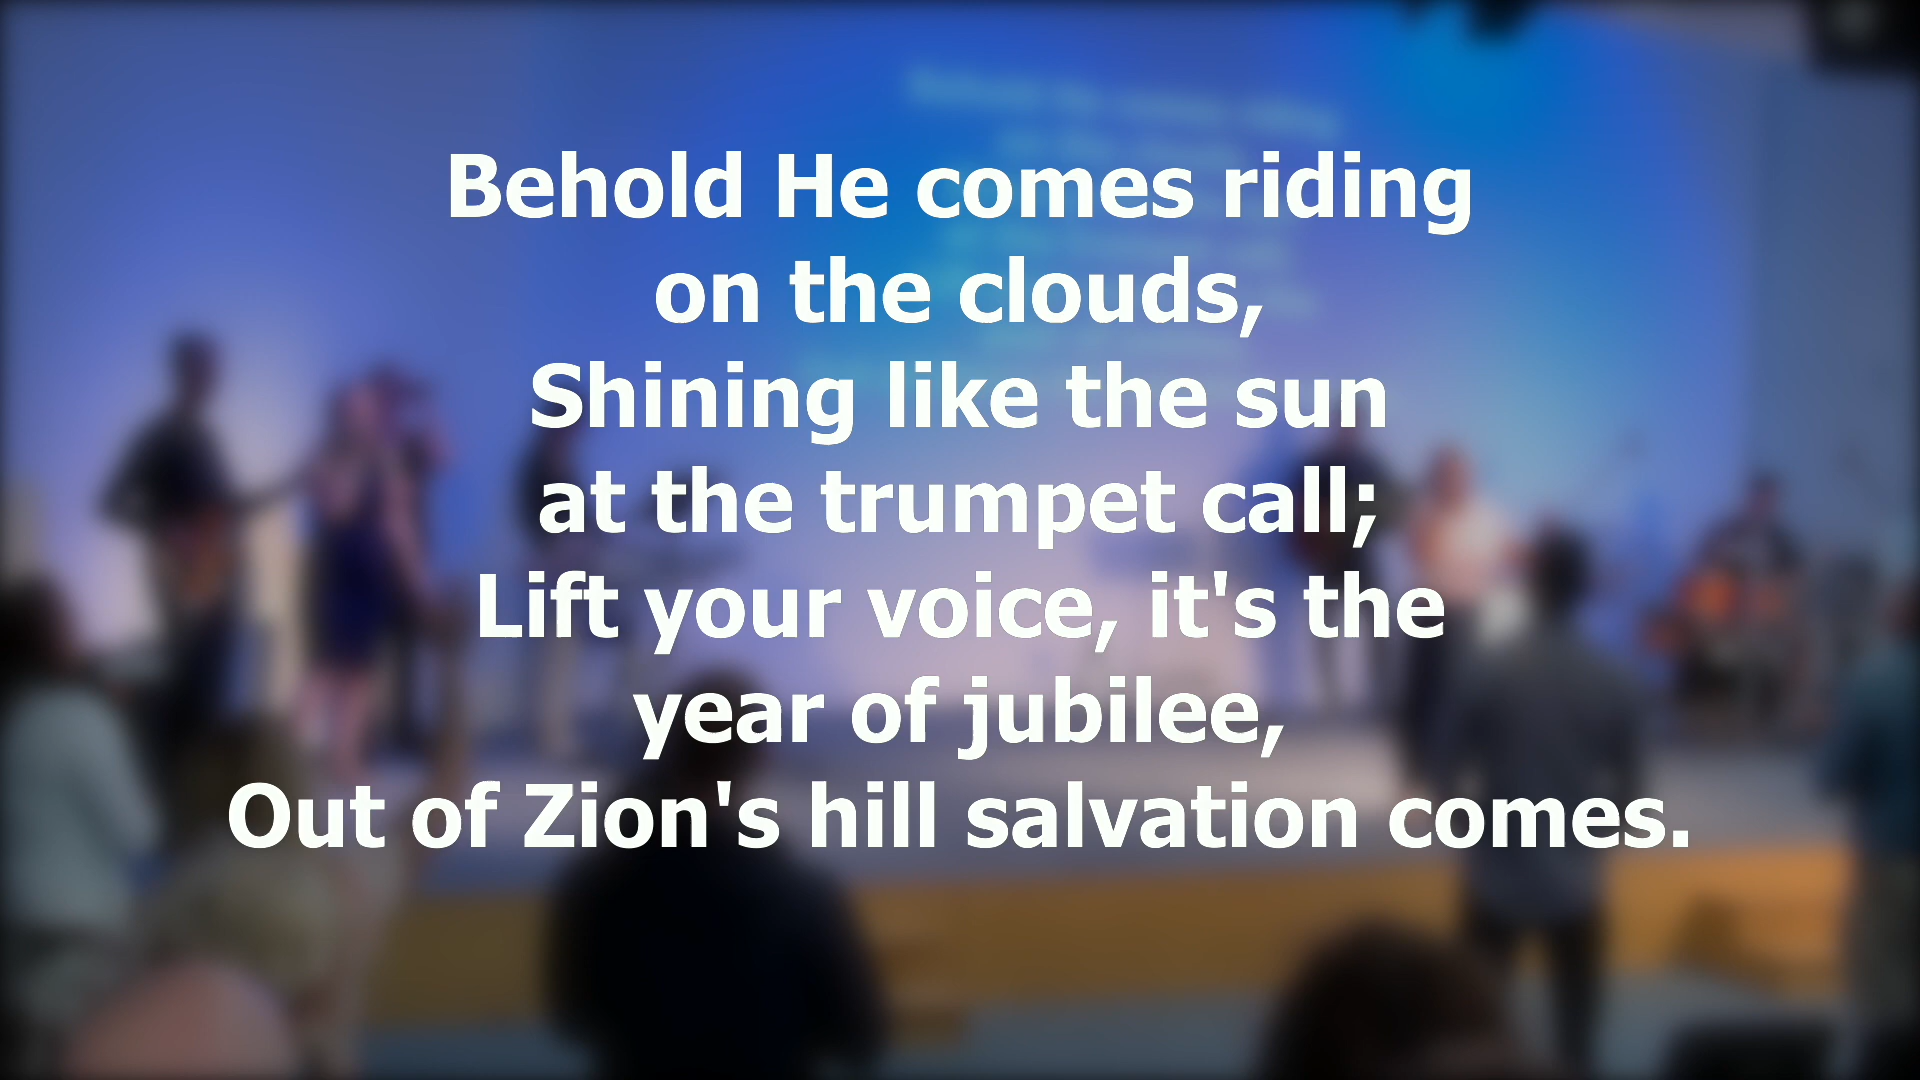 Behold He comes riding
on the clouds,
Shining like the sun
at the trumpet call;
Lift your voice, it's the
year of jubilee,
Out of Zion's hill salvation comes.